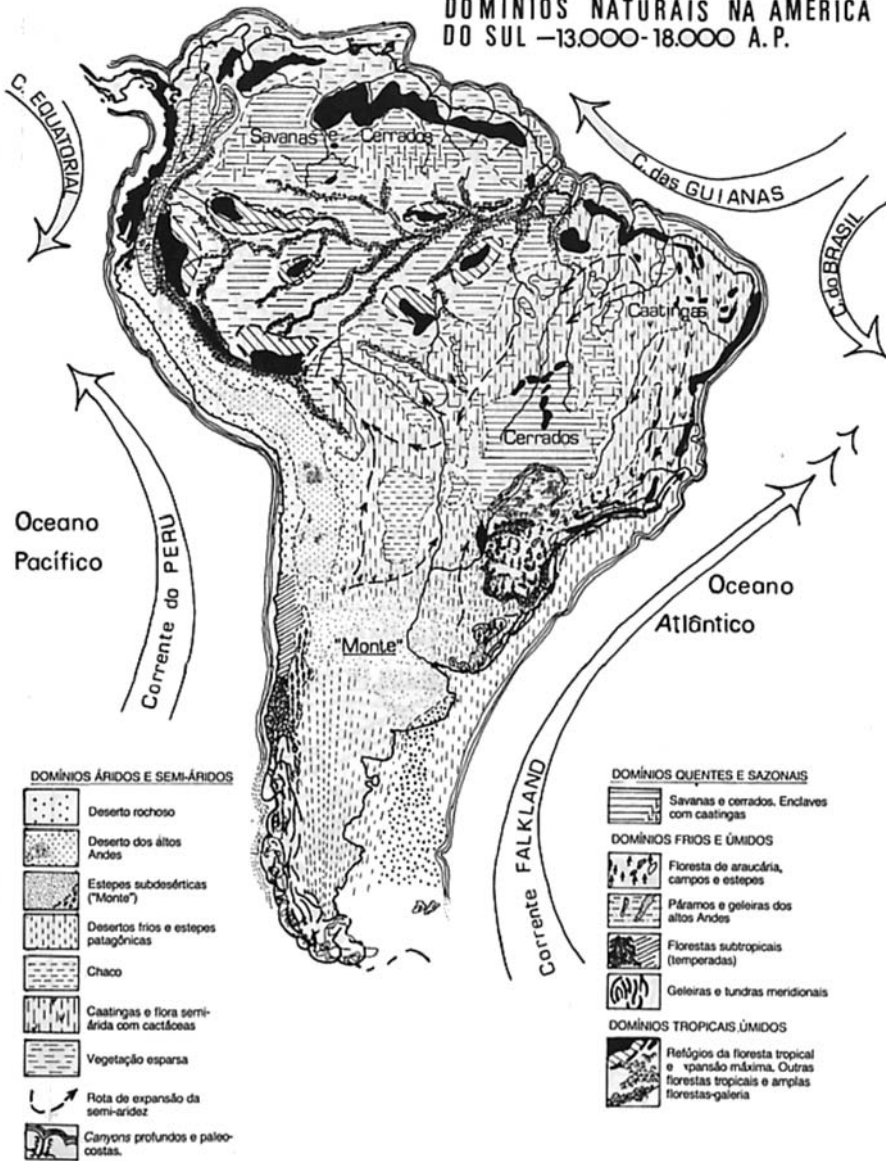 DOMÍNIOS NATURAIS NA AMÉRICA
DO SUL —13.000-18.000 A.P.
C. EQUATORIAL
C. das GUIANAS
C. do BRASIL
Savanas e Cerrados
Caatingas
Cerrados
Oceano
Pacífico
Corrente do PERU
Oceano
Atlântico
"Monte"
Corrente FALKLAND
DOMÍNIOS ÁRIDOS E SEMI-ÁRIDOS
Deserto rochoso
Deserto dos áltos
Andes
Estepes subdesérticas
("Monte")
Desertos frios e estepes
patagônicas
Chaco
Caatingas e flora semi-
árida com cactáceas
Vegetação esparsa
Rota de expansão da
semi-aridez
Canyons profundos e paleo-
costas.
DOMÍNIOS QUENTES E SAZONAIS
Savanas e cerrados. Enclaves
com caatingas
DOMÍNIOS FRIOS E ÚMIDOS
Floresta de araucária,
campos e estepes
Páramos e geleiras dos
altos Andes
Florestas subtropicais
(temperadas)
Geleiras e tundras meridionais
DOMÍNIOS TROPICAIS ÚMIDOS
Refúgios da floresta tropical
e xpansão máxima. Outras
florestas tropicais e amplas
florestas-galeria